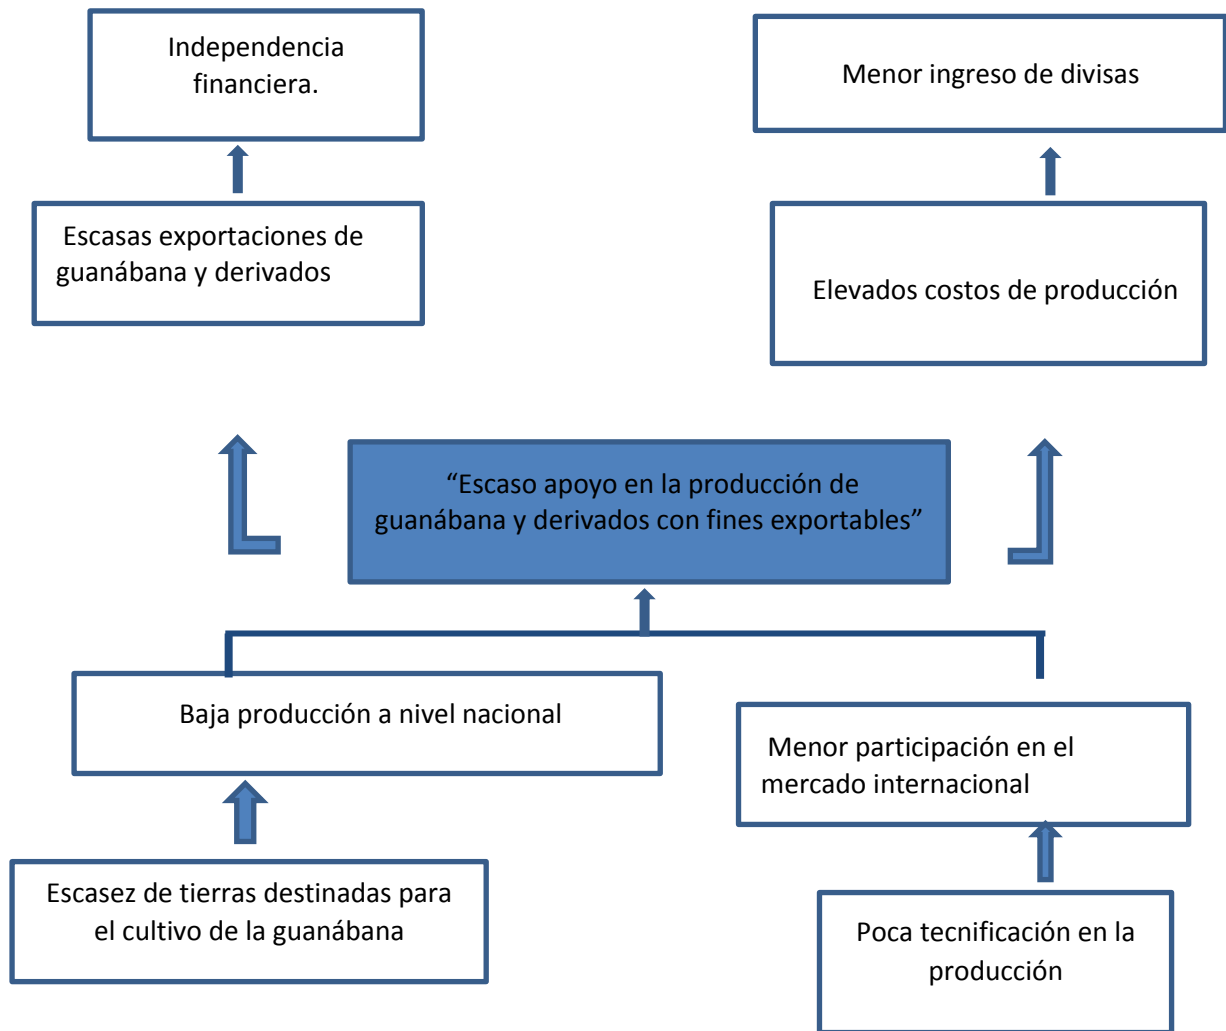 Independencia
financiera.
Menor ingreso de divisas
Escasas exportaciones de
guanábana y derivados
Elevados costos de producción
“Escaso apoyo en la producción de
guanábana y derivados con fines exportables”
Baja producción a nivel nacional
Menor participación en el
mercado internacional
Escasez de tierras destinadas para
el cultivo de la guanábana
Poca tecnificación en la
producción